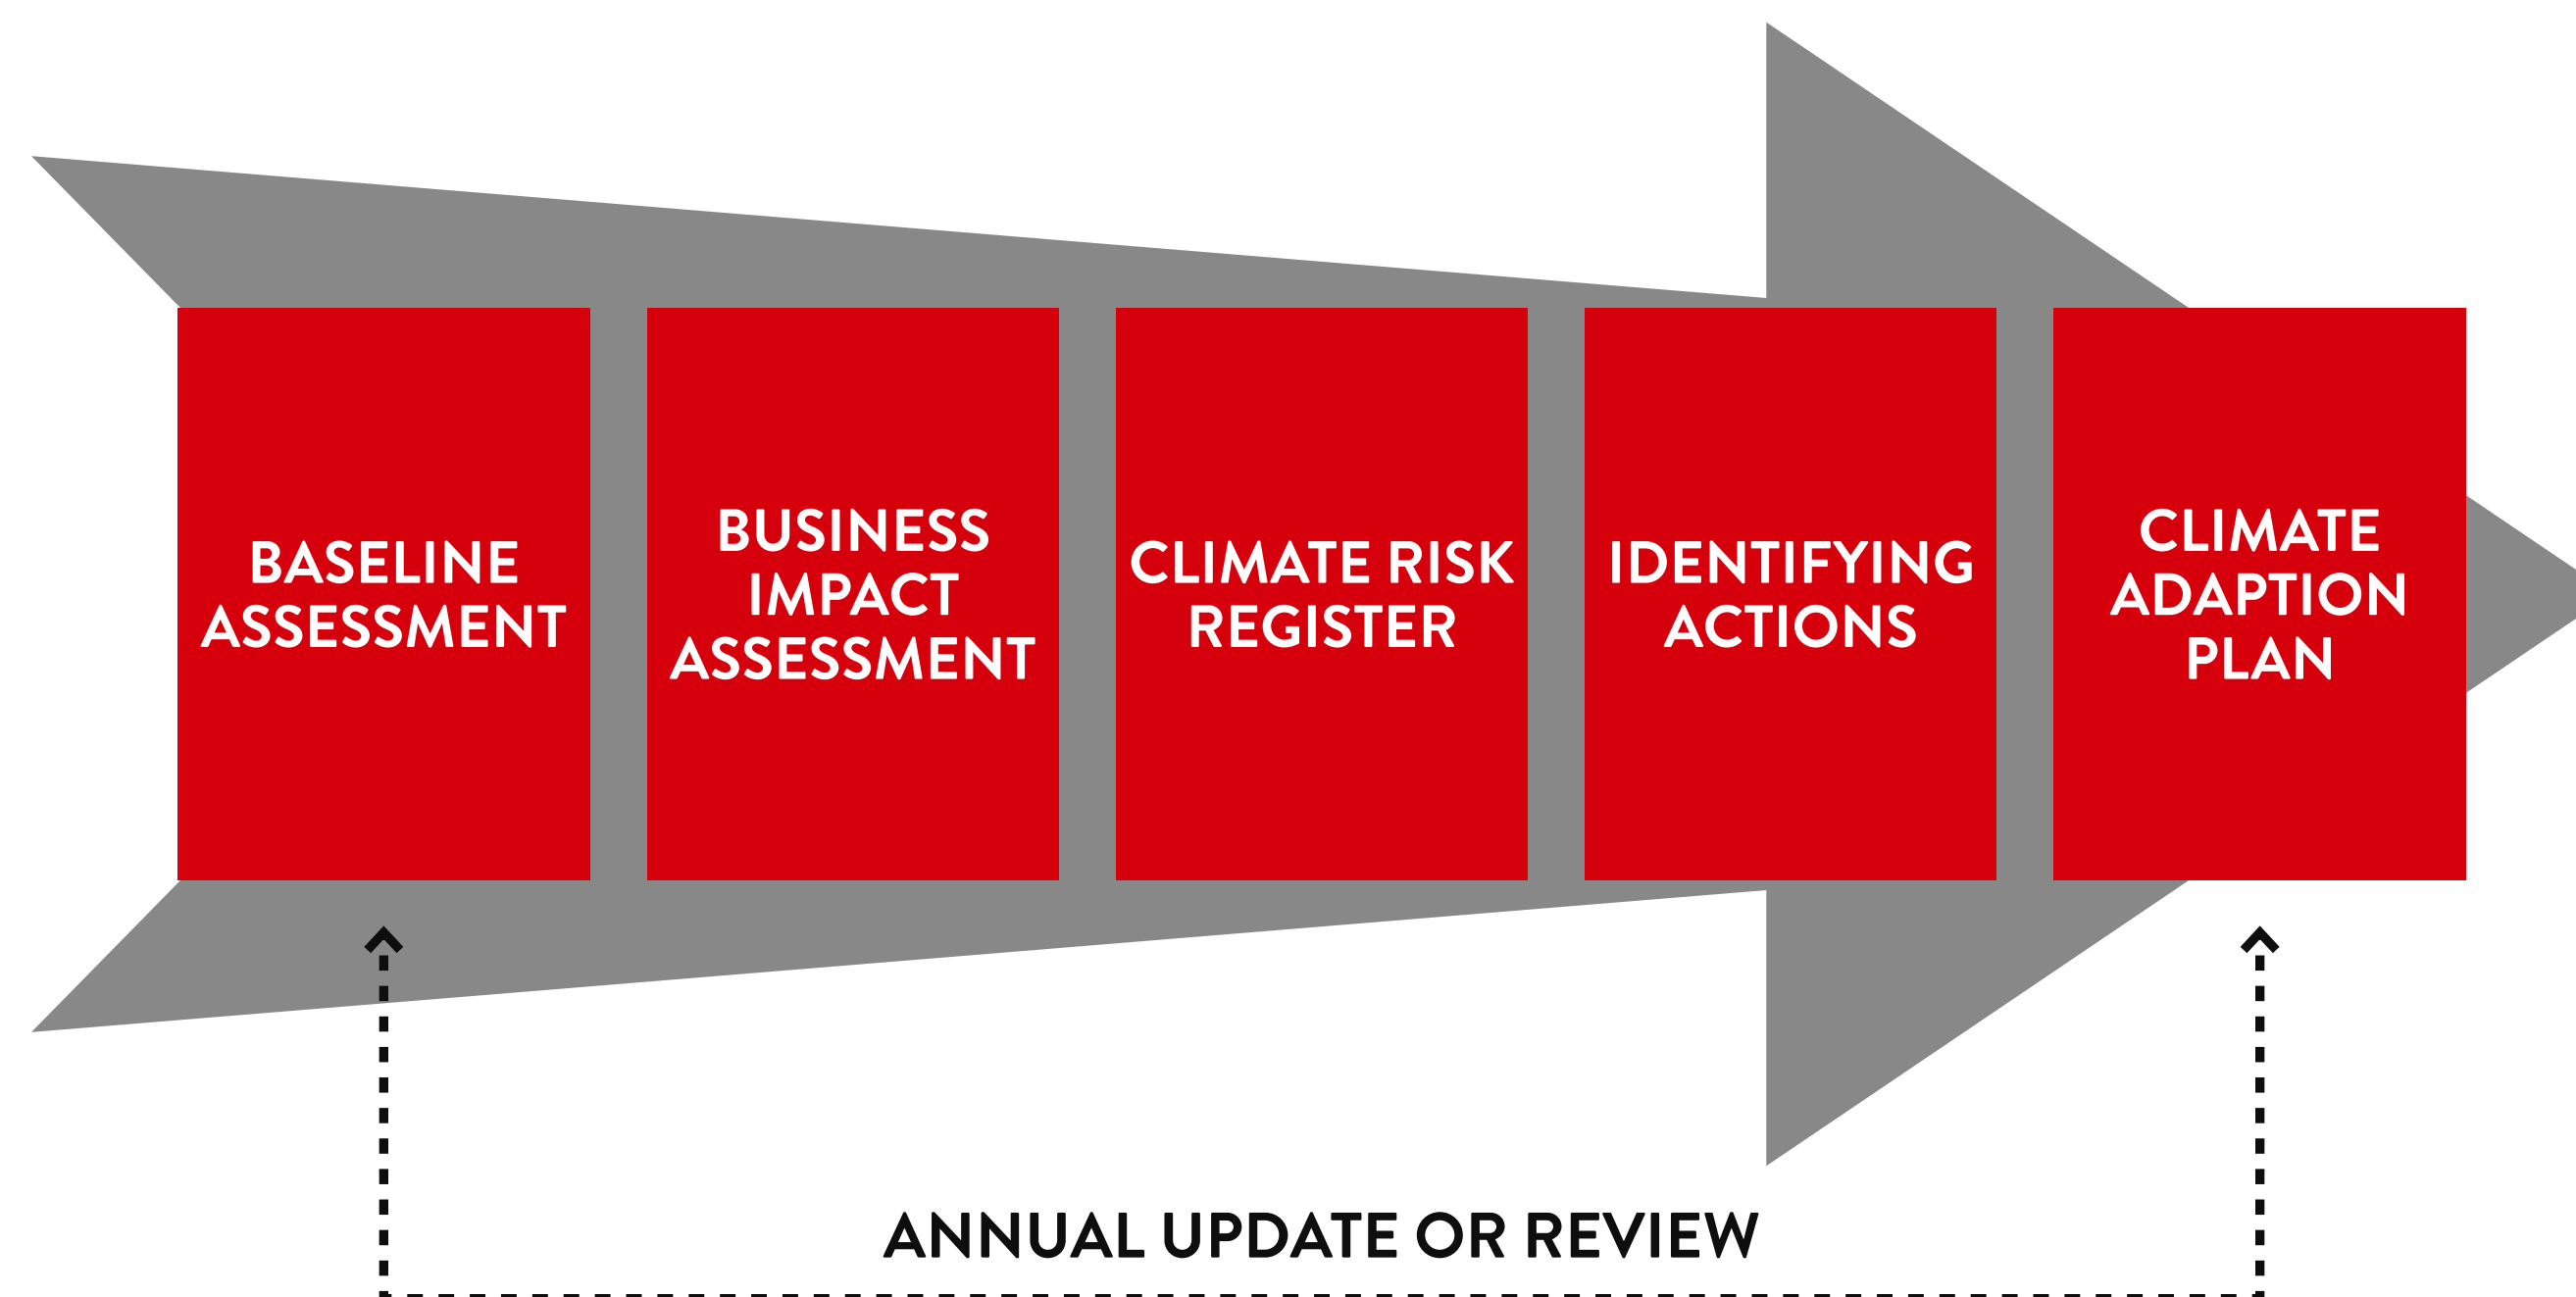 BASELINE
ASSESSMENT
BUSINESS
IMPACT
ASSESSMENT
CLIMATE RISK
REGISTER
IDENTIFYING
ACTIONS
CLIMATE
ADAPTION
PLAN
ANNUAL UPDATE OR REVIEW